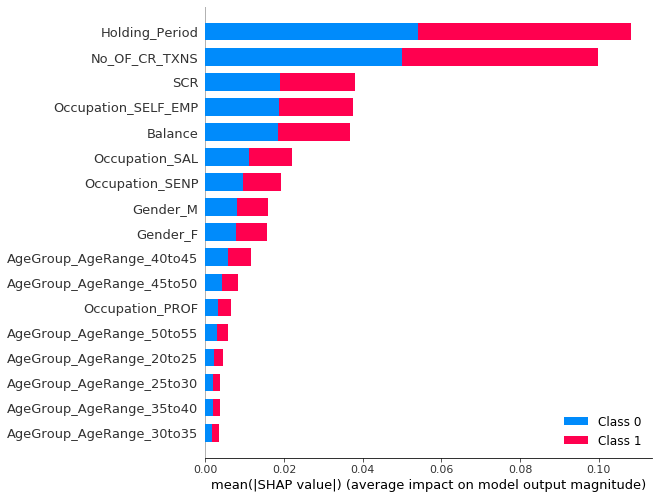 Holding_Period
No_OF_CR_TXNS
SCR
Occupation_SELF_EMP
Balance
Occupation_SAL
Occupation_SENP
Gender_M
Gender_F
AgeGroup_AgeRange_40to45
AgeGroup_AgeRange_45to50
Occupation_PROF
AgeGroup_AgeRange_50to55
AgeGroup_AgeRange_20to25
AgeGroup_AgeRange_25to30
AgeGroup_AgeRange_35to40
AgeGroup_AgeRange_30to35
Class 0
Class 1
0.00 0.02 0.04 0.06 0.08 0.10
mean(|SHAP value|) (average impact on model output magnitude)